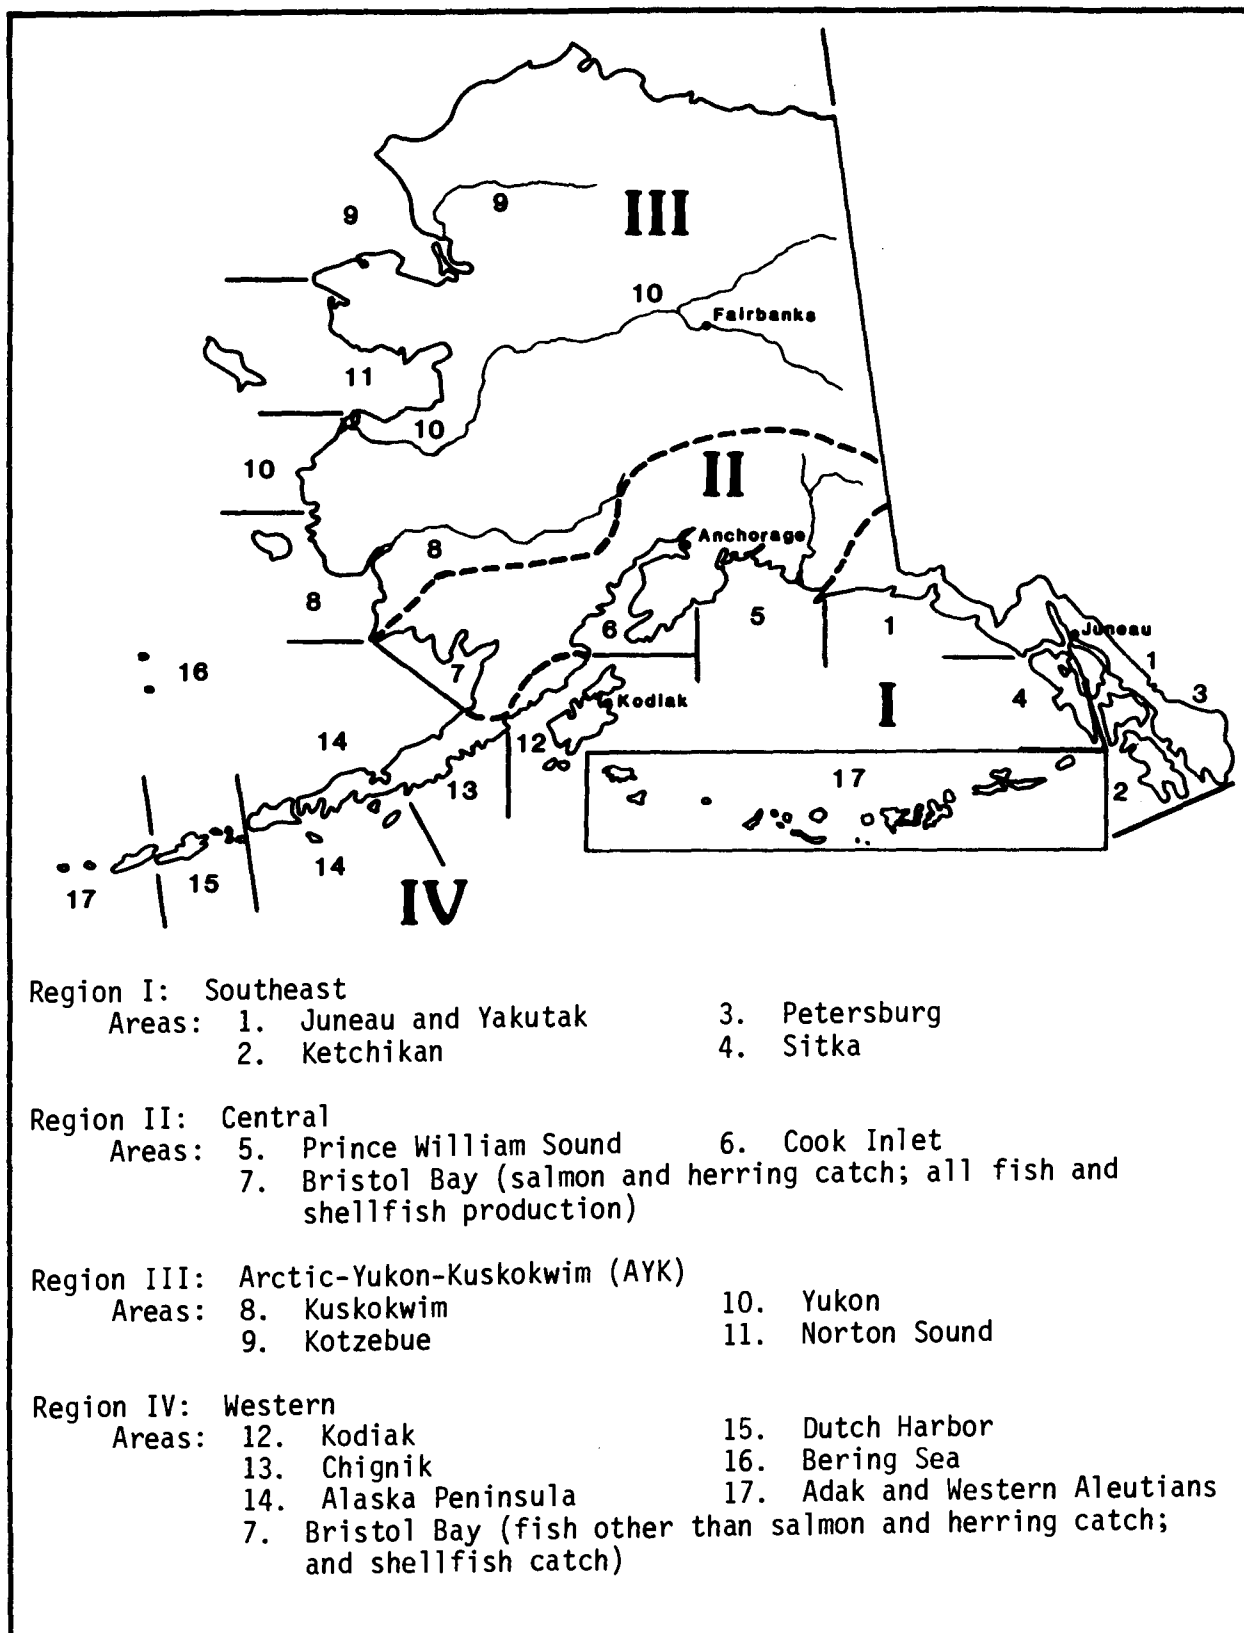 9
9
III
10
Fairbanks
11
10
10
II
Anchorage
8
8
6
5
1
Juneau
1
16
7
4
3
Kodiak
I
14
12
13
17
2
14
15
17
IV
Region I: Southeast
Areas: 1. Juneau and Yakutak 3. Petersburg
2. Ketchikan 4. Sitka
Region II: Central
Areas: 5. Prince William Sound 6. Cook Inlet
7. Bristol Bay (salmon and herring catch; all fish and
shellfish production)
Region III: Arctic-Yukon-Kuskokwim (AYK)
Areas: 8. Kuskokwim 10. Yukon
9. Kotzebue 11. Norton Sound
Region IV: Western
Areas: 12. Kodiak 15. Dutch Harbor
13. Chignik 16. Bering Sea
14. Alaska Peninsula 17. Adak and Western Aleutians
7. Bristol Bay (fish other than salmon and herring catch;
and shellfish catch)